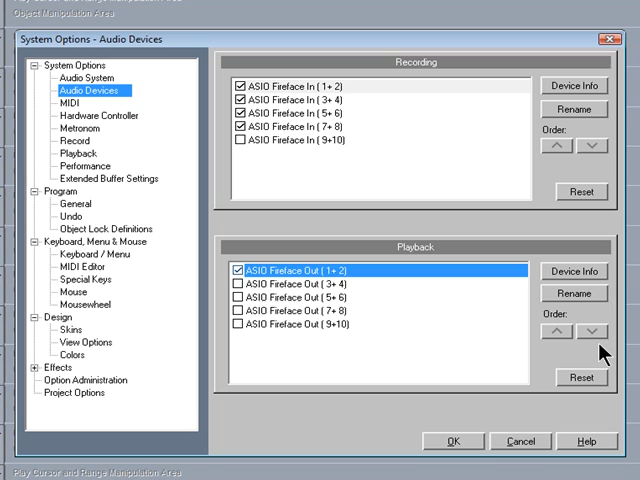 Object Manipulation Area
System Options - Audio Devices
System Options
Audio System
Audio Devices
MIDI
Hardware Controller
Metronom
Record
Playback
Performance
Extended Buffer Settings
Program
General
Undo
Object Lock Definitions
Keyboard, Menu & Mouse
Keyboard / Menu
MIDI Editor
Special Keys
Mouse
Mousewheel
Design
Skins
View Options
Colors
Effects
Option Administration
Project Options
Recording
ASIO Fireface In ( 1+ 2)
ASIO Fireface In ( 3+ 4)
ASIO Fireface In ( 5+ 6)
ASIO Fireface In ( 7+ 8)
ASIO Fireface In ( 9+10)
Device Info
Rename
Order:
Reset
Playback
ASIO Fireface Out ( 1+ 2)
ASIO Fireface Out ( 3+ 4)
ASIO Fireface Out ( 5+ 6)
ASIO Fireface Out ( 7+ 8)
ASIO Fireface Out ( 9+10)
Device Info
Rename
Order:
Reset
OK
Cancel
Help
Play Cursor and Range Manipulation Area